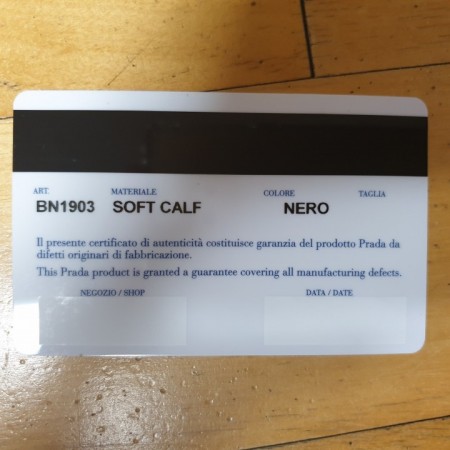 ART. MATERIALE COLORE TAGLIA
BN1903 SOFT CALF NERO
Il presente certificato di autenticità costituisce garanzia del prodotto Prada da
difetti originari di fabbricazione.
This Prada product is granted a guarantee covering all manufacturing defects.
NEGOZIO / SHOP DATA / DATE